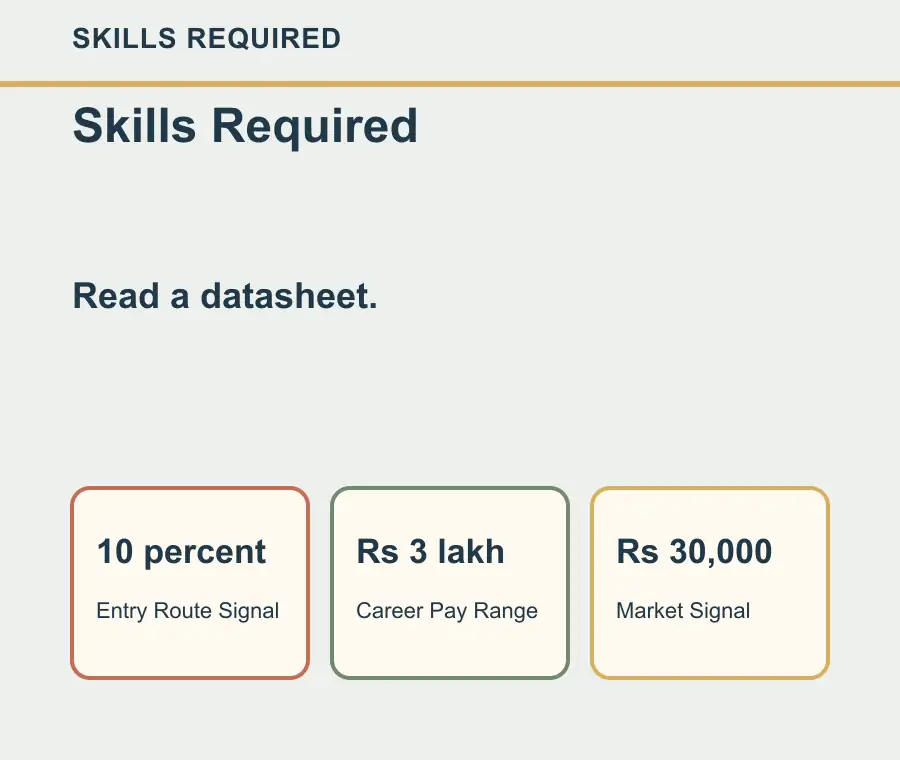 SKILLS REQUIRED
Skills Required
Read a datasheet.
10 percent
Entry Route Signal
Rs 3 lakh
Career Pay Range
Rs 30,000
Market Signal